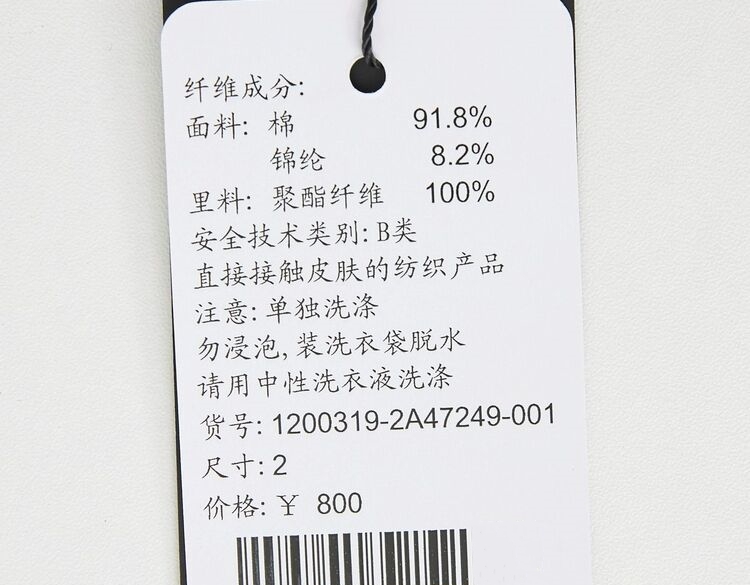 纤维成分:
面料: 棉 91.8%
锦纶 8.2%
里料: 聚酯纤维 100%
安全技术类别: B类
直接接触皮肤的纺织产品
注意: 单独洗涤
勿浸泡, 装洗衣袋脱水
请用中性洗衣液洗涤
货号: 1200319-2A47249-001
尺寸: 2
价格: ¥ 800